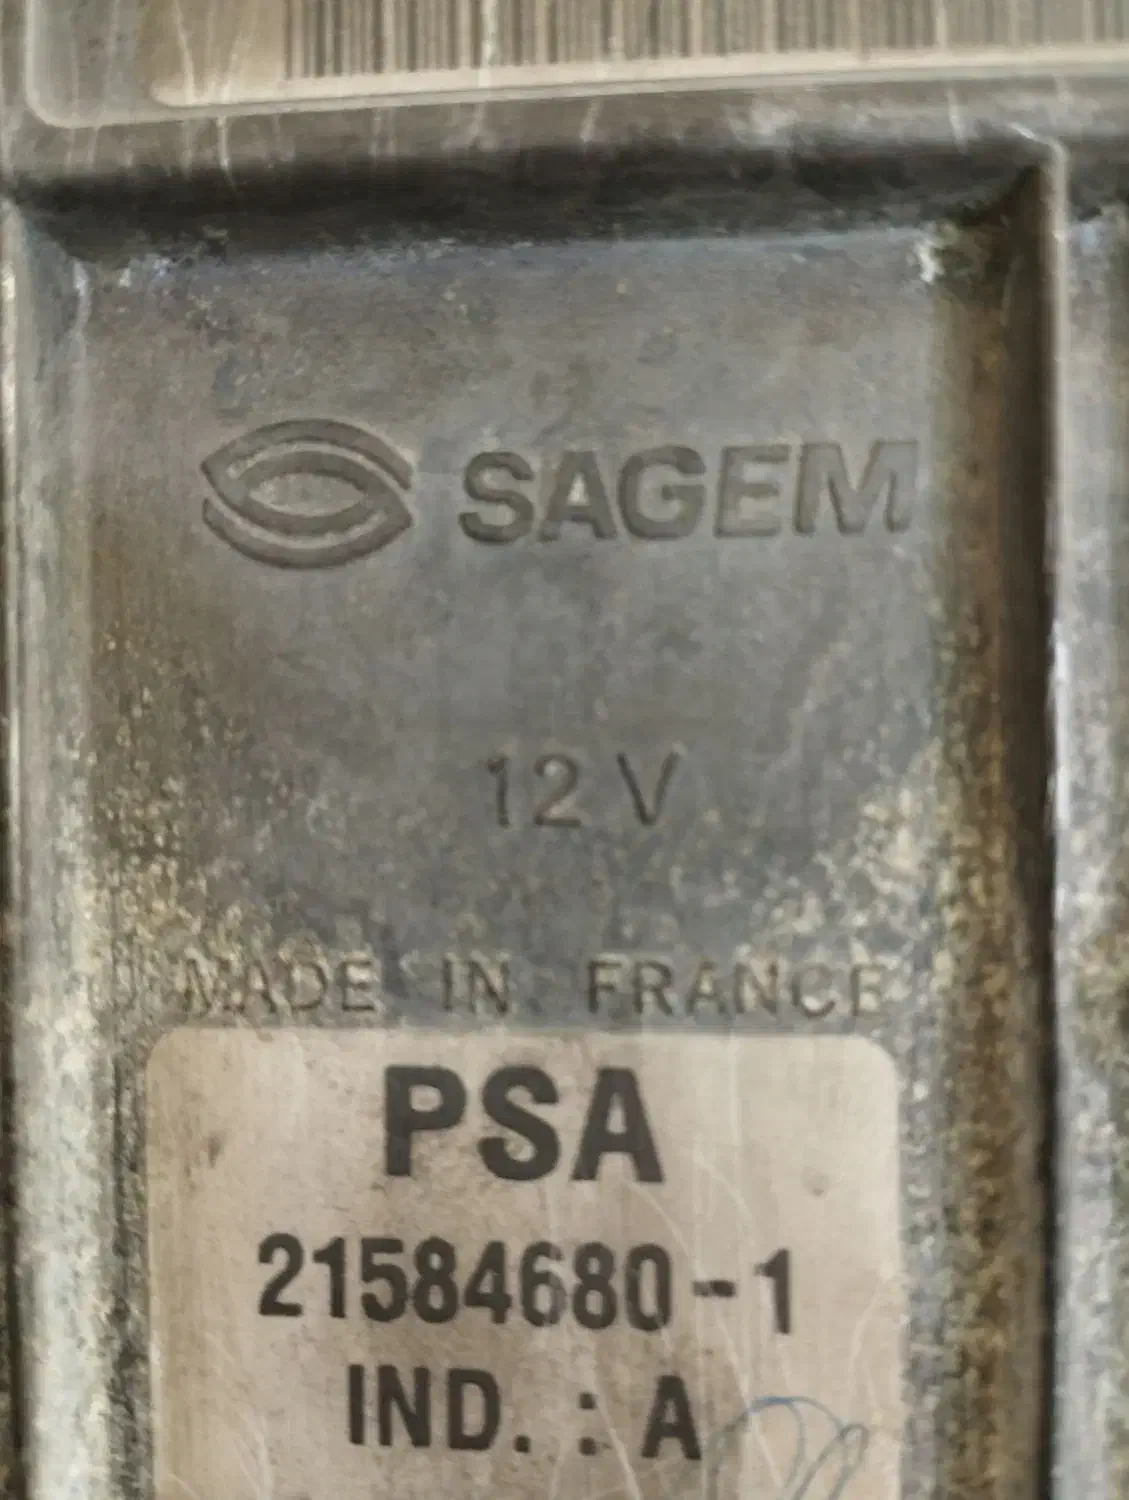 SAGEM
12 V
MADE IN FRANCE
PSA
21584680-1
IND. : A